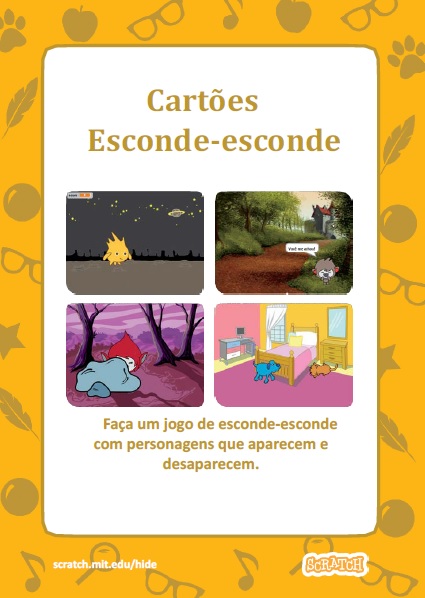 Cartões
Esconde-esconde
Você me achou!
Faça um jogo de esconde-esconde
com personagens que aparecem e
desaparecem.
scratch.mit.edu/hide
SCRATCH